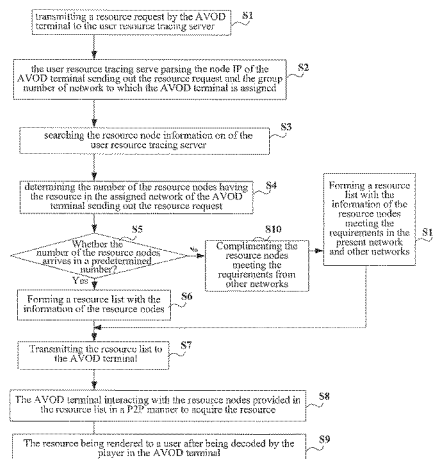 transmitting a resource request by the AVOD
terminal to the user resource tracing server
S1
the user resource tracing serve parsing the node IP of the
AVOD terminal sending out the resource request and the group
number of network to which the AVOD terminal is assigned
S2
searching the resource node information on of the
user resource tracing server
S3
determining the number of the resource nodes having
the resource in the assigned network of the AVOD
terminal sending out the resource request
S4
S5
Whether the
number of the resource nodes
arrives in a predetermined
number?
No
Yes
S10
Complimenting the
resource nodes
meeting the
requirements from
other networks
Forming a resource
list with the
information of the
resource nodes
meeting the
requirements in the
present network
and other networks
S1
Forming a resource list with the
information of the resource nodes
S6
Transmitting the resource list to
the AVOD terminal
S7
The AVOD terminal interacting with the resource nodes provided in
the resource list in a P2P manner to acquire the resource
S8
The resource being rendered to a user after being decoded by the
player in the AVOD terminal
S9